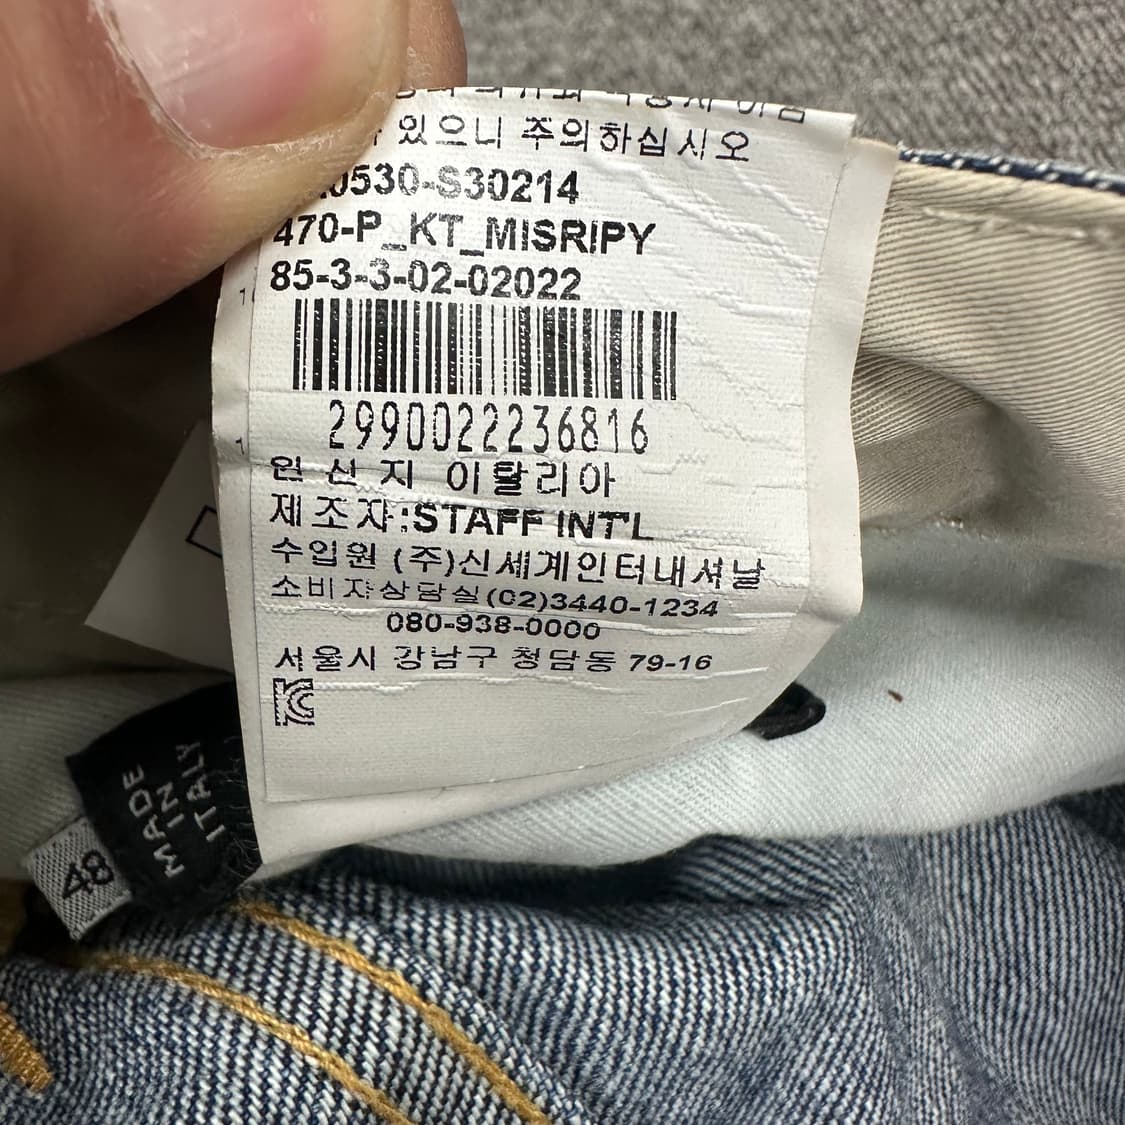 있으니 주의하십시오
0530-S30214
470-P_KT_MISRIPY
85-3-3-02-02022
2990022236816
원 산 지 이탈리아
제 조 자 :STAFF INT'L
수입원 (주)신세계인터내셔날
소비자상담실(02)3440-1234
080-938-0000
서울시 강남구 청담동 79-16
KC
MADE
IN
ITALY
48